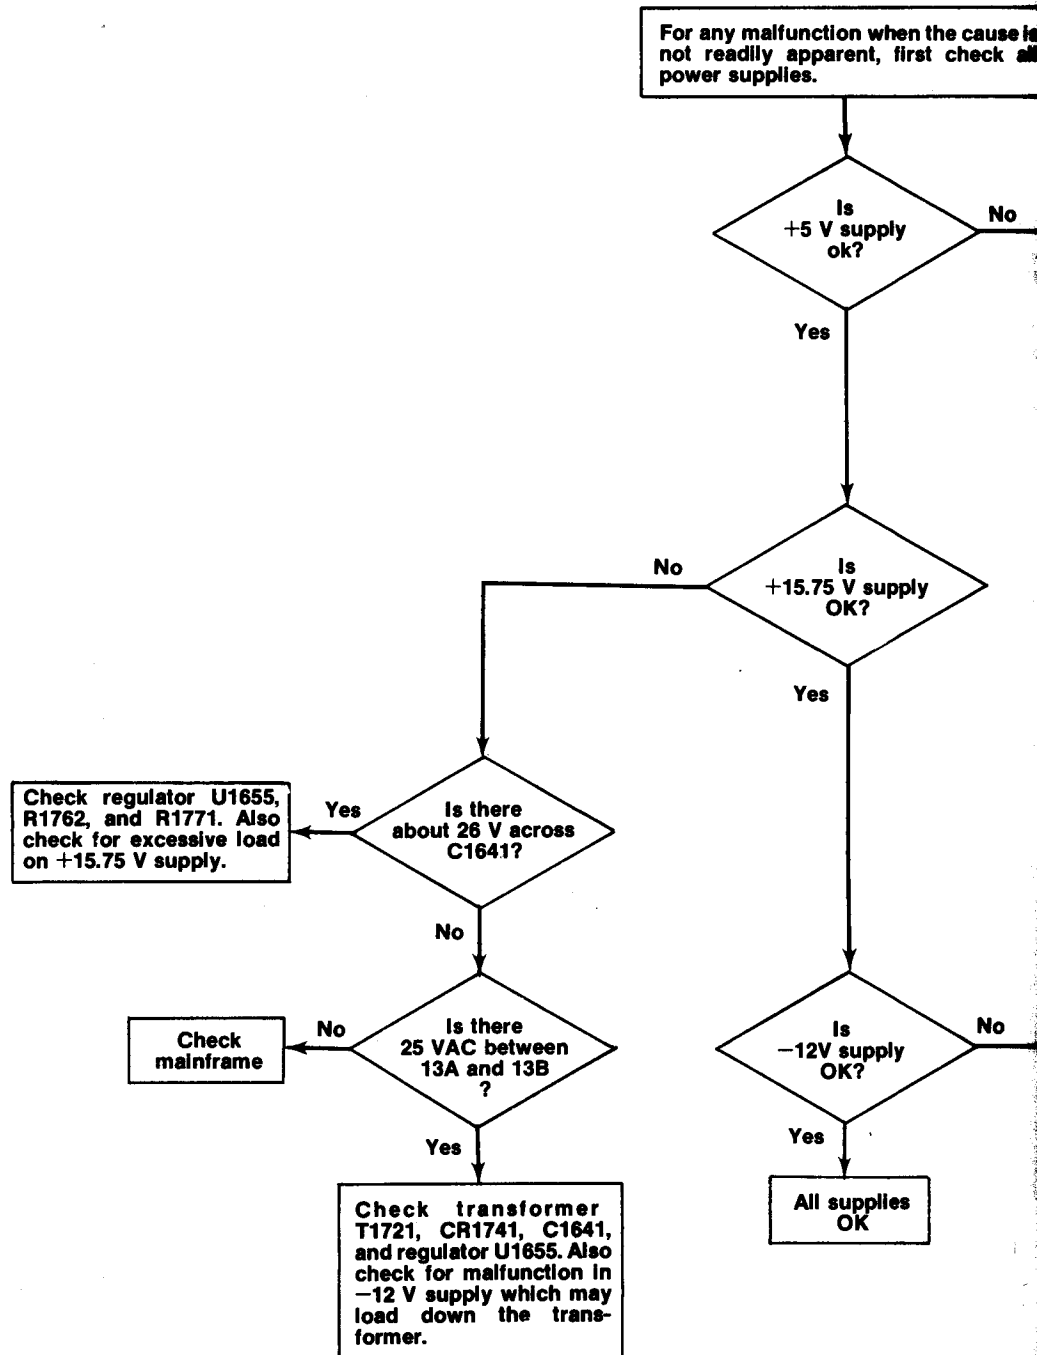 For any malfunction when the cause is
not readily apparent, first check all
power supplies.
Is
+5 V supply
ok?
No
Yes
Is
+15.75 V supply
OK?
No
Yes
Is there
about 26 V across
C1641?
Yes
Check regulator U1655,
R1762, and R1771. Also
check for excessive load
on +15.75 V supply.
No
Is there
25 VAC between
13A and 13B
?
No
Check
mainframe
Yes
Check transformer
T1721, CR1741, C1641,
and regulator U1655. Also
check for malfunction in
−12 V supply which may
load down the trans-
former.
Is
−12V supply
OK?
No
Yes
All supplies
OK